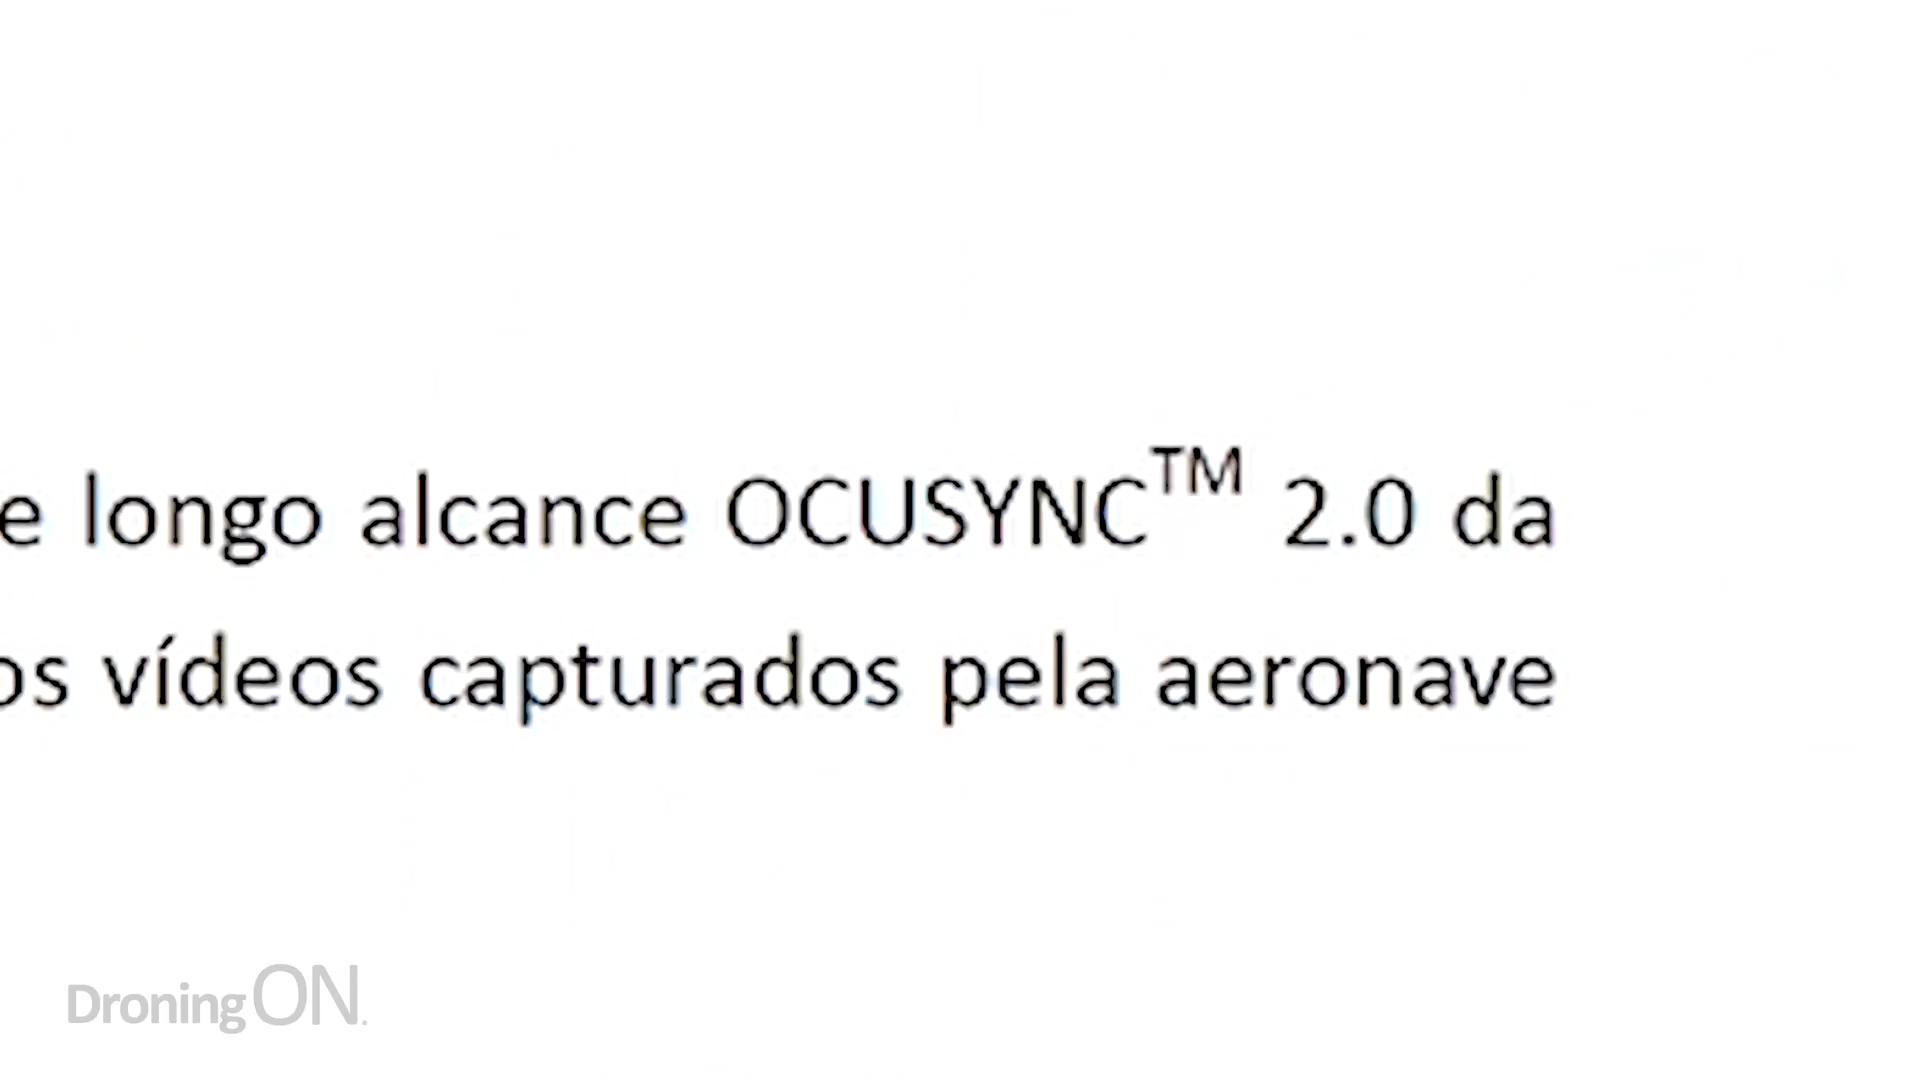 e longo alcance OCUSYNC™ 2.0 da
os vídeos capturados pela aeronave
DroningON.